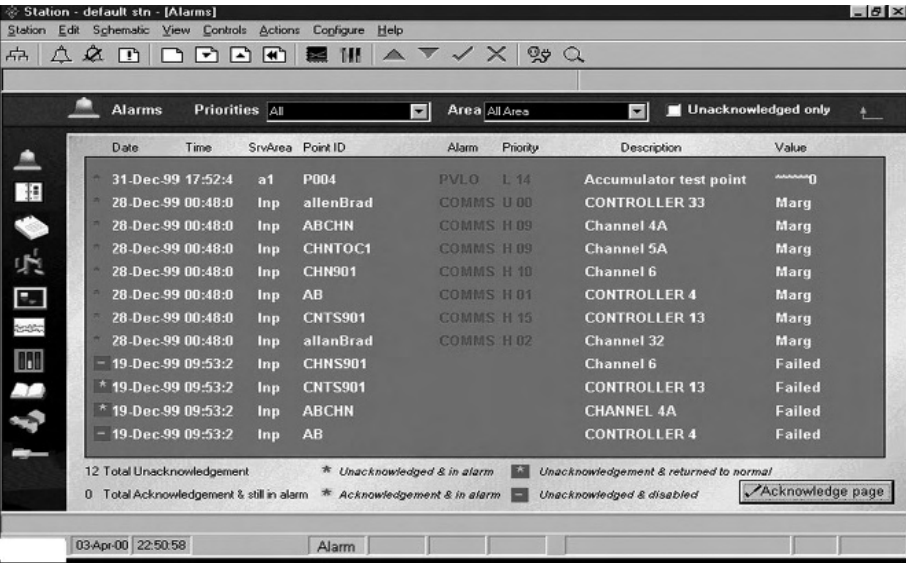 Station - default stn - [Alarms]
Station Edit Schematic View Controls Actions Configure Help
Alarms Priorities All Area All Area Unacknowledged only
Date Time SrvArea Point ID Alarm Priority Description Value
31-Dec-99 17:52:4 a1 P004 PVLO L 14 Accumulator test point ~~~~~~0
28-Dec-99 00:48:0 Inp allenBrad COMMS U 00 CONTROLLER 33 Marg
28-Dec-99 00:48:0 Inp ABCHN COMMS H 09 Channel 4A Marg
28-Dec-99 00:48:0 Inp CHNTOC1 COMMS H 09 Channel 5A Marg
28-Dec-99 00:48:0 Inp CHN901 COMMS H 10 Channel 6 Marg
28-Dec-99 00:48:0 Inp AB COMMS H 01 CONTROLLER 4 Marg
28-Dec-99 00:48:0 Inp CNTS901 COMMS H 15 CONTROLLER 13 Marg
28-Dec-99 00:48:0 Inp allanBrad COMMS H 02 Channel 32 Marg
19-Dec-99 09:53:2 Inp CHNS901 Channel 6 Failed
* 19-Dec-99 09:53:2 Inp CNTS901 CONTROLLER 13 Failed
* 19-Dec-99 09:53:2 Inp ABCHN CHANNEL 4A Failed
19-Dec-99 09:53:2 Inp AB CONTROLLER 4 Failed
12 Total Unacknowledgement * Unacknowledged & in alarm * Unacknowledgement & returned to normal
0 Total Acknowledgement & still in alarm * Acknowledgement & in alarm – Unacknowledged & disabled
Acknowledge page
03-Apr-00 22:50:58 Alarm